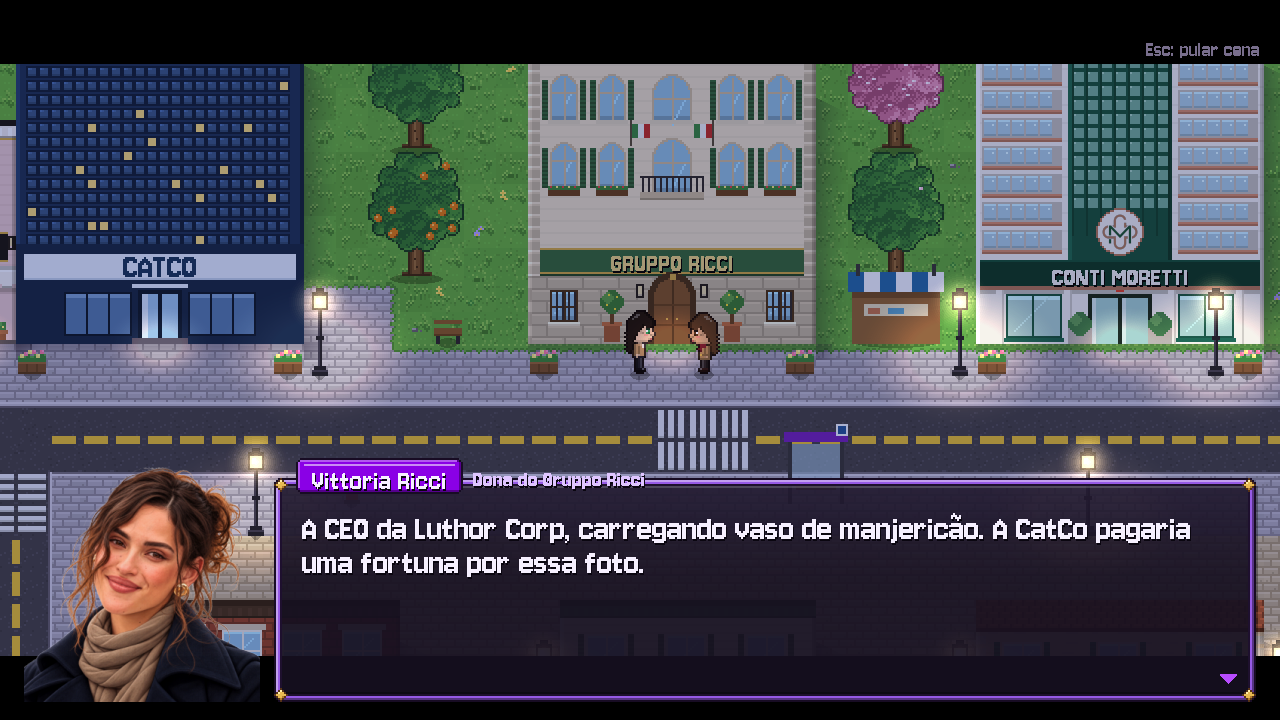 Esc: pular cena
CATCO
GRUPPO RICCI
CONTI MORETTI
CM
Vittoria Ricci
Dona do Gruppo Ricci
A CEO da Luthor Corp, carregando vaso de manjericão. A CatCo pagaria
uma fortuna por essa foto.